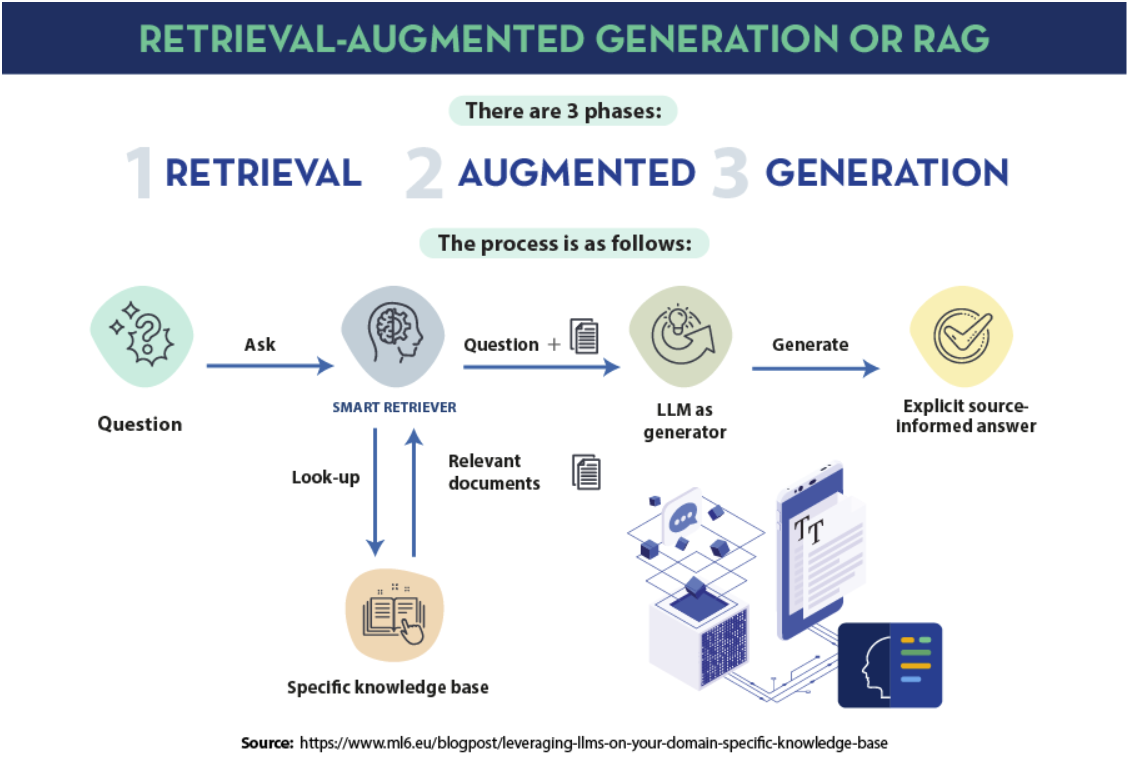 RETRIEVAL-AUGMENTED GENERATION OR RAG
There are 3 phases:
1 RETRIEVAL 2 AUGMENTED 3 GENERATION
The process is as follows:
Ask
Question +
Generate
Question
SMART RETRIEVER
LLM as
generator
Explicit source-
informed answer
Look-up
Relevant
documents
TT
Specific knowledge base
Source: https://www.ml6.eu/blogpost/leveraging-llms-on-your-domain-specific-knowledge-base